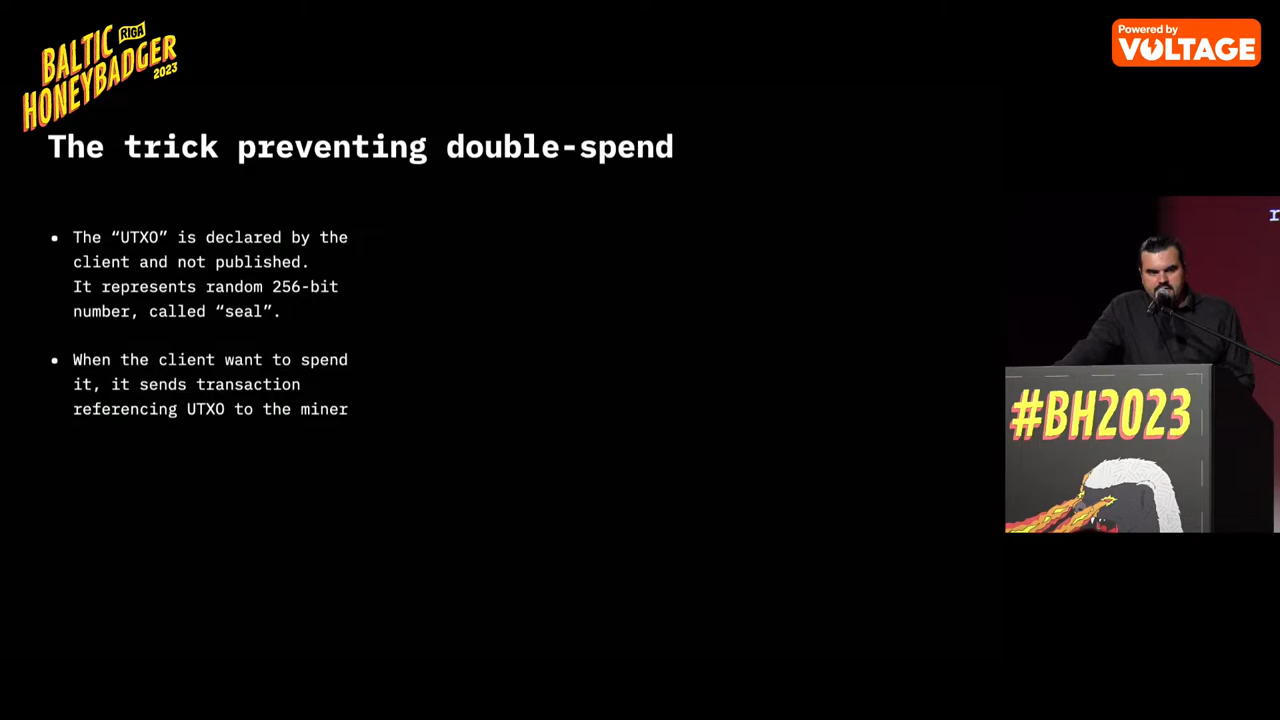 BALTIC
RIGA
HONEYBADGER
2023
Powered by
VOLTAGE
The trick preventing double-spend
• The “UTXO” is declared by the
client and not published.
It represents random 256-bit
number, called “seal”.
• When the client want to spend
it, it sends transaction
referencing UTXO to the miner
r
#BH2023